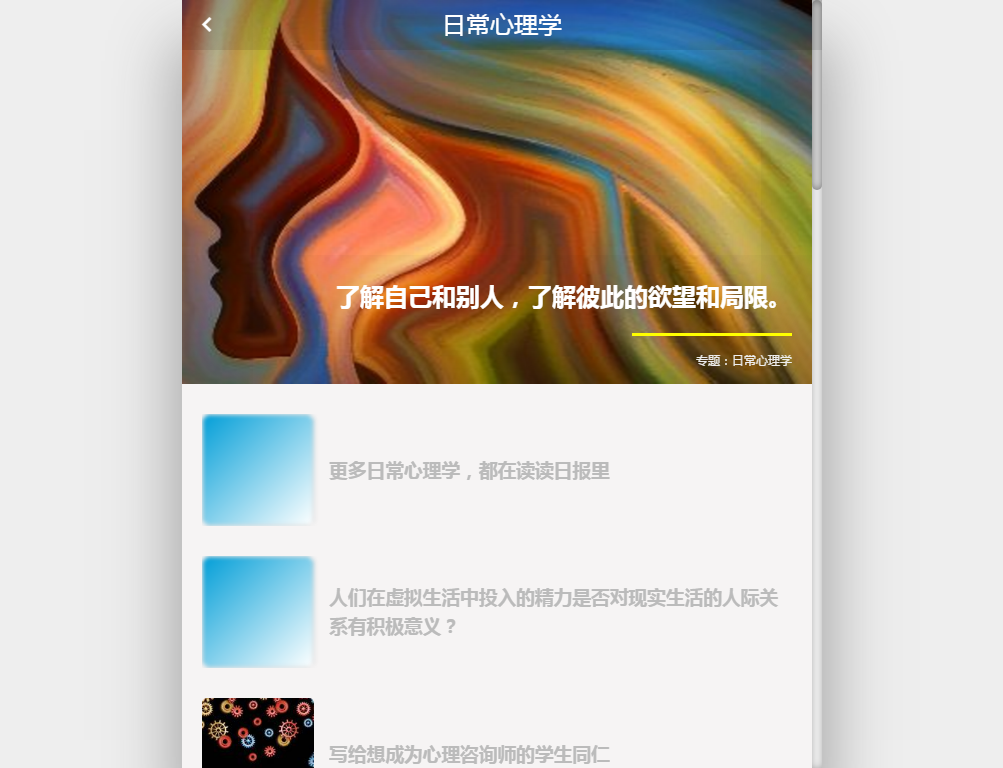 日常心理学
了解自己和别人，了解彼此的欲望和局限。
专题：日常心理学
更多日常心理学，都在读读日报里
人们在虚拟生活中投入的精力是否对现实生活的人际关
系有积极意义？
写给想成为心理咨询师的学生同仁